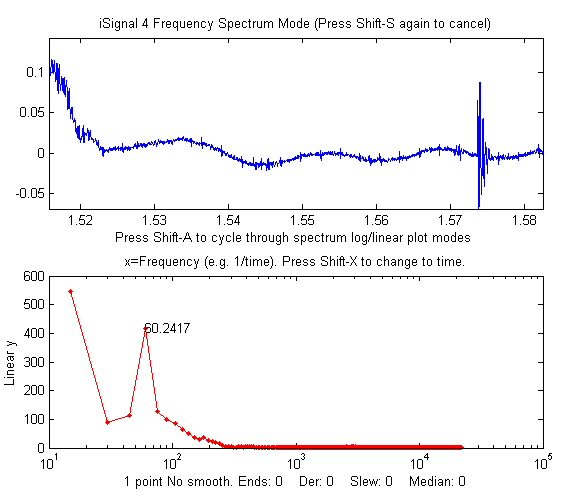 iSignal 4 Frequency Spectrum Mode (Press Shift-S again to cancel)
0.1
0.05
0
-0.05
1.52 1.53 1.54 1.55 1.56 1.57 1.58
Press Shift-A to cycle through spectrum log/linear plot modes
x=Frequency (e.g. 1/time). Press Shift-X to change to time.
600
500
400
300
200
100
0
Linear y
60.2417
10^1 10^2 10^3 10^4 10^5
1 point No smooth. Ends: 0 Der: 0 Slew: 0 Median: 0